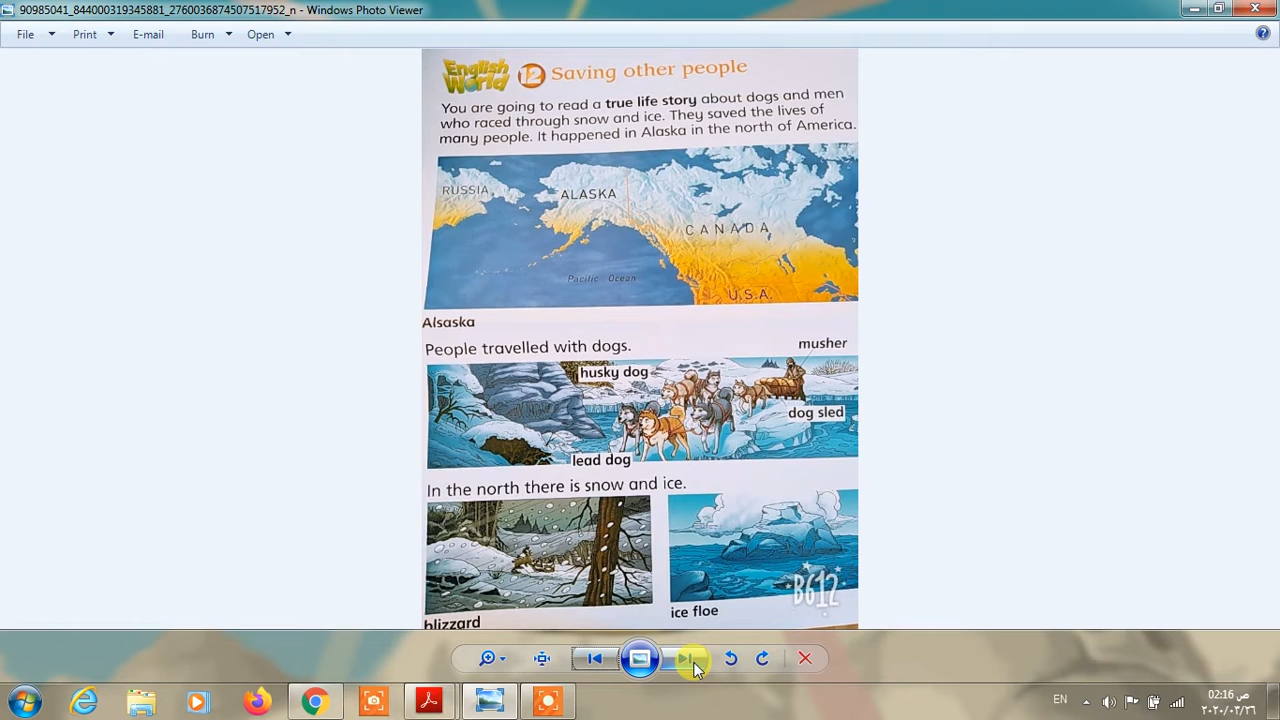 90985041_844000319345881_2760036874507517952_n - Windows Photo Viewer
File Print E-mail Burn Open
English World 12 Saving other people
You are going to read a true life story about dogs and men
who raced through snow and ice. They saved the lives of
many people. It happened in Alaska in the north of America.
RUSSIA
ALASKA
CANADA
Pacific Ocean
U.S.A.
Alsaska
People travelled with dogs.
musher
husky dog
dog sled
lead dog
In the north there is snow and ice.
B612
ice floe
blizzard
EN
02:16 ص
٢٠٢٠/٠٣/٢٦